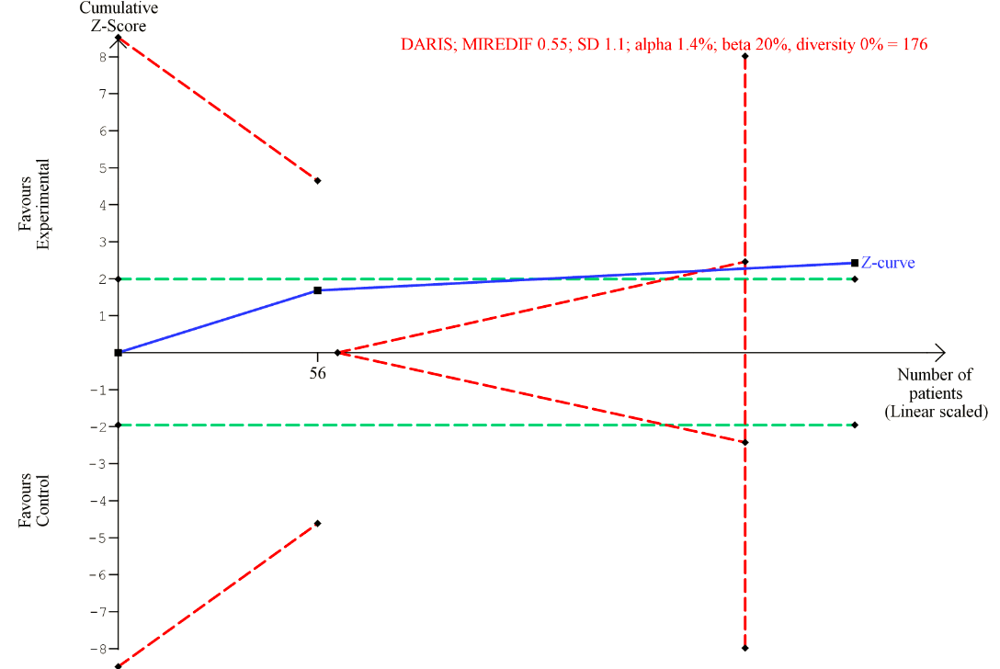 Cumulative
Z-Score
DARIS; MIREDIF 0.55; SD 1.1; alpha 1.4%; beta 20%, diversity 0% = 176
8
7
6
5
4
3
2
1
-1
-2
-3
-4
-5
-6
-7
-8
Favours
Experimental
Favours
Control
Z-curve
56
Number of
patients
(Linear scaled)